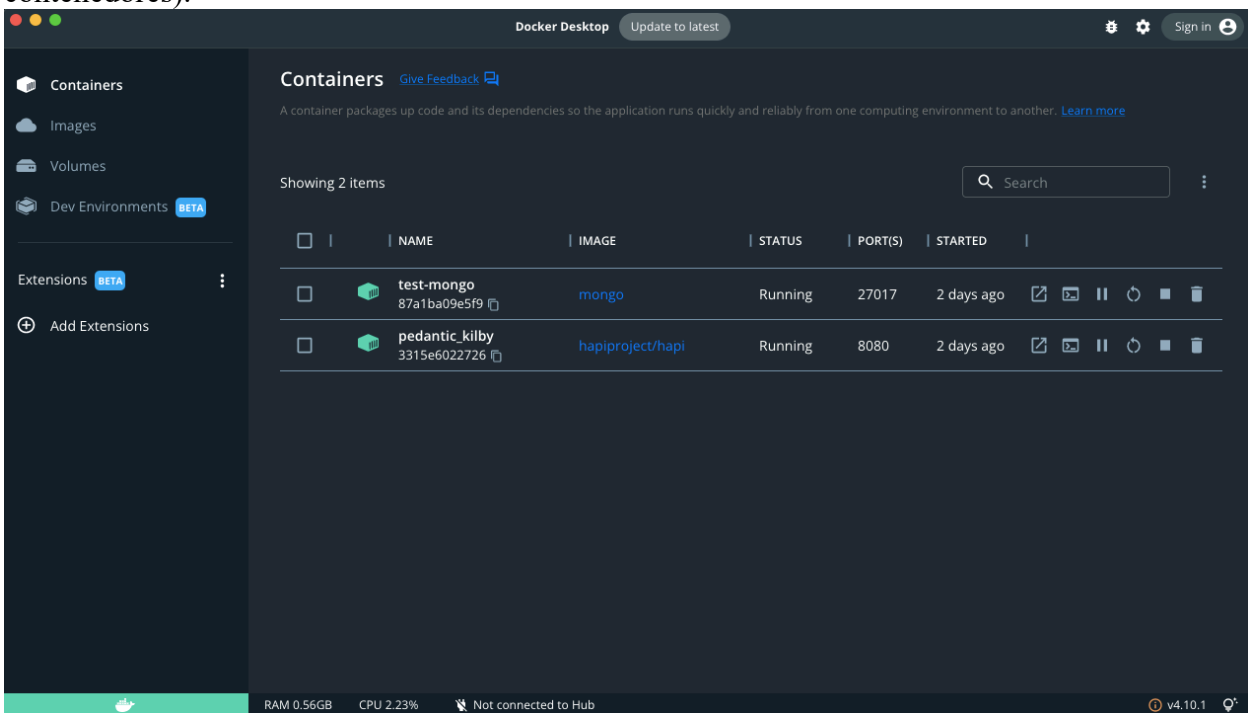 contenedores).
Docker Desktop Update to latest Sign in
Containers
Images
Volumes
Dev Environments BETA
Extensions BETA
Add Extensions
Containers Give Feedback
A container packages up code and its dependencies so the application runs quickly and reliably from one computing environment to another. Learn more
Showing 2 items Search
NAME IMAGE STATUS PORT(S) STARTED
test-mongo
87a1ba09e5f9 mongo Running 27017 2 days ago
pedantic_kilby
3315e6022726 hapiproject/hapi Running 8080 2 days ago
RAM 0.56GB CPU 2.23% Not connected to Hub v4.10.1